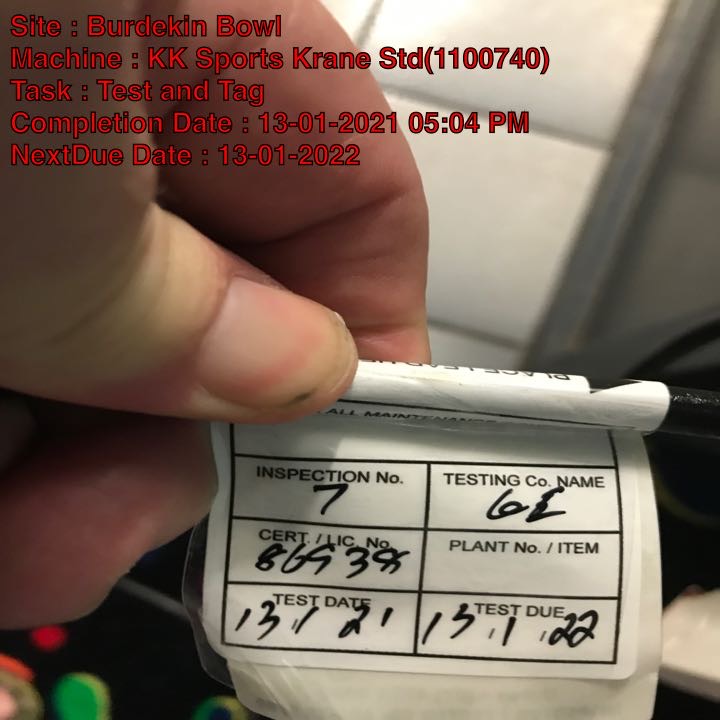 Site : Burdekin Bowl
Machine : KK Sports Krane Std(1100740)
Task : Test and Tag
Completion Date : 13-01-2021 05:04 PM
NextDue Date : 13-01-2022
ALL MAINTENANCE
INSPECTION No. TESTING Co. NAME
7
CERT. / LIC. No. PLANT No. / ITEM
TEST DATE TEST DUE
13/1/21 13/1/22